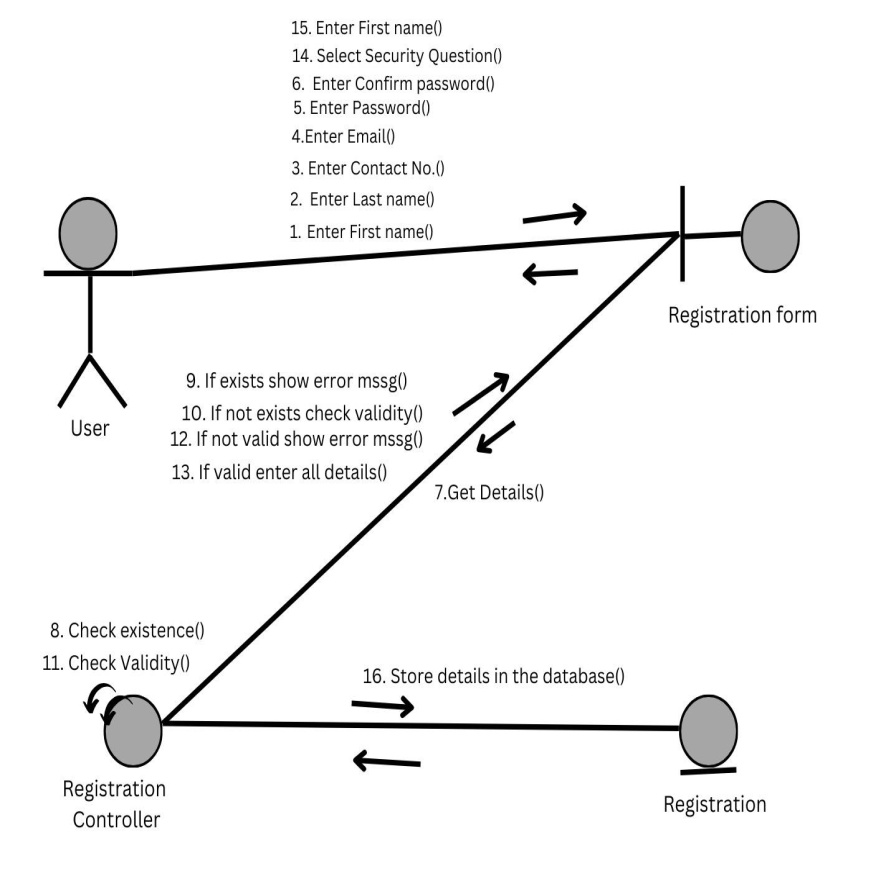 15. Enter First name()
14. Select Security Question()
6. Enter Confirm password()
5. Enter Password()
4.Enter Email()
3. Enter Contact No.()
2. Enter Last name()
1. Enter First name()
Registration form
User
9. If exists show error mssg()
10. If not exists check validity()
12. If not valid show error mssg()
13. If valid enter all details()
7.Get Details()
8. Check existence()
11. Check Validity()
16. Store details in the database()
Registration
Controller
Registration